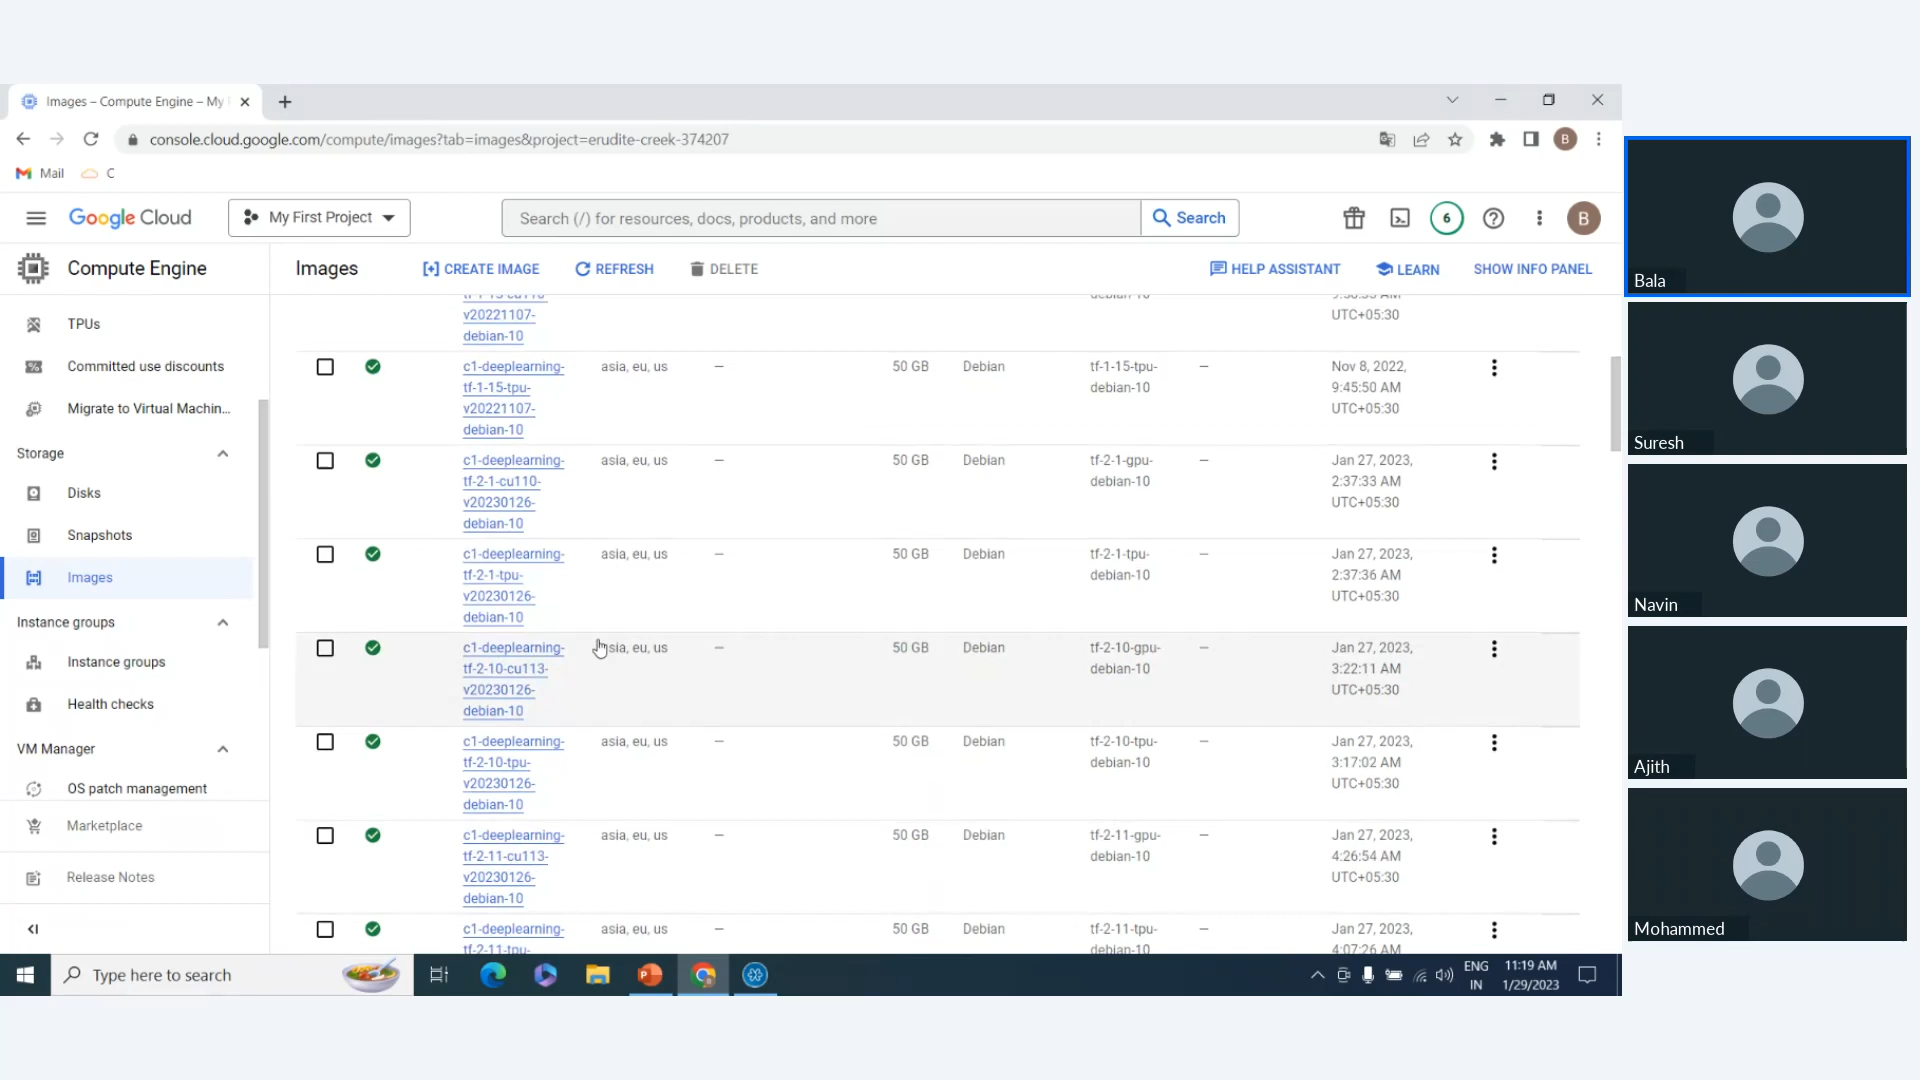 Images – Compute Engine – My
console.cloud.google.com/compute/images?tab=images&project=erudite-creek-374207
B
Mail
C
Google Cloud
My First Project
Search (/) for resources, docs, products, and more
Search
6
B
Compute Engine
Images
CREATE IMAGE
REFRESH
DELETE
HELP ASSISTANT
LEARN
SHOW INFO PANEL
TPUs
Committed use discounts
Migrate to Virtual Machin...
Storage
Disks
Snapshots
Images
Instance groups
Instance groups
Health checks
VM Manager
OS patch management
Marketplace
Release Notes
v20221107-
debian-10
UTC+05:30
c1-deeplearning-
tf-1-15-tpu-
v20221107-
debian-10
asia, eu, us
—
50 GB
Debian
tf-1-15-tpu-
debian-10
—
Nov 8, 2022,
9:45:50 AM
UTC+05:30
c1-deeplearning-
tf-2-1-cu110-
v20230126-
debian-10
asia, eu, us
—
50 GB
Debian
tf-2-1-gpu-
debian-10
—
Jan 27, 2023,
2:37:33 AM
UTC+05:30
c1-deeplearning-
tf-2-1-tpu-
v20230126-
debian-10
asia, eu, us
—
50 GB
Debian
tf-2-1-tpu-
debian-10
—
Jan 27, 2023,
2:37:36 AM
UTC+05:30
c1-deeplearning-
tf-2-10-cu113-
v20230126-
debian-10
sia, eu, us
—
50 GB
Debian
tf-2-10-gpu-
debian-10
—
Jan 27, 2023,
3:22:11 AM
UTC+05:30
c1-deeplearning-
tf-2-10-tpu-
v20230126-
debian-10
asia, eu, us
—
50 GB
Debian
tf-2-10-tpu-
debian-10
—
Jan 27, 2023,
3:17:02 AM
UTC+05:30
c1-deeplearning-
tf-2-11-cu113-
v20230126-
debian-10
asia, eu, us
—
50 GB
Debian
tf-2-11-gpu-
debian-10
—
Jan 27, 2023,
4:26:54 AM
UTC+05:30
c1-deeplearning-
tf-2-11-tpu-
asia, eu, us
—
50 GB
Debian
tf-2-11-tpu-
debian-10
—
Jan 27, 2023,
4:07:26 AM
Type here to search
ENG
IN
11:19 AM
1/29/2023
Bala
Suresh
Navin
Ajith
Mohammed